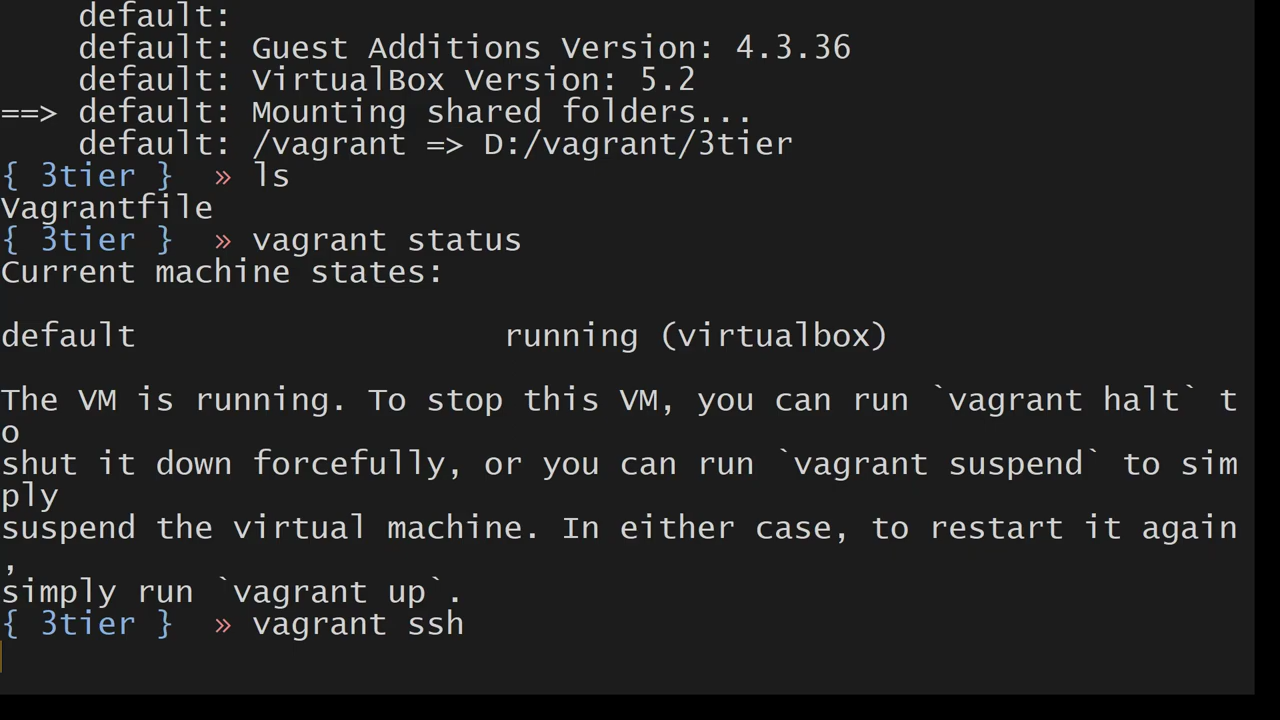 default:
default: Guest Additions Version: 4.3.36
default: VirtualBox Version: 5.2
==> default: Mounting shared folders...
default: /vagrant => D:/vagrant/3tier
{ 3tier } » ls
Vagrantfile
{ 3tier } » vagrant status
Current machine states:
default running (virtualbox)
The VM is running. To stop this VM, you can run `vagrant halt` t
o
shut it down forcefully, or you can run `vagrant suspend` to sim
ply
suspend the virtual machine. In either case, to restart it again
,
simply run `vagrant up`.
{ 3tier } » vagrant ssh